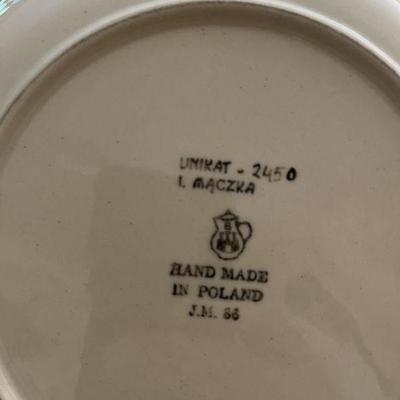 UNIKAT - 2450
I. MĄCZKA
B
HAND MADE
IN POLAND
J.M. 66